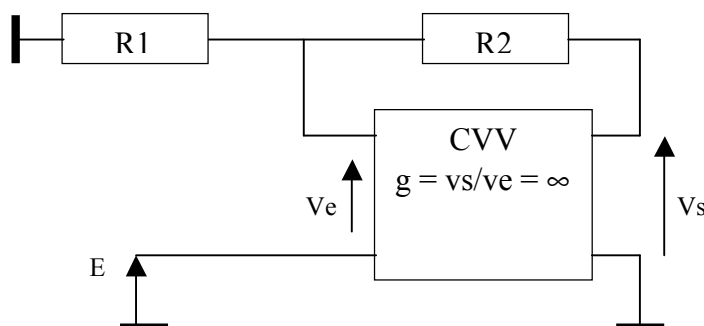 R1
R2
CVV
g = vs/ve = ∞
Ve
Vs
E